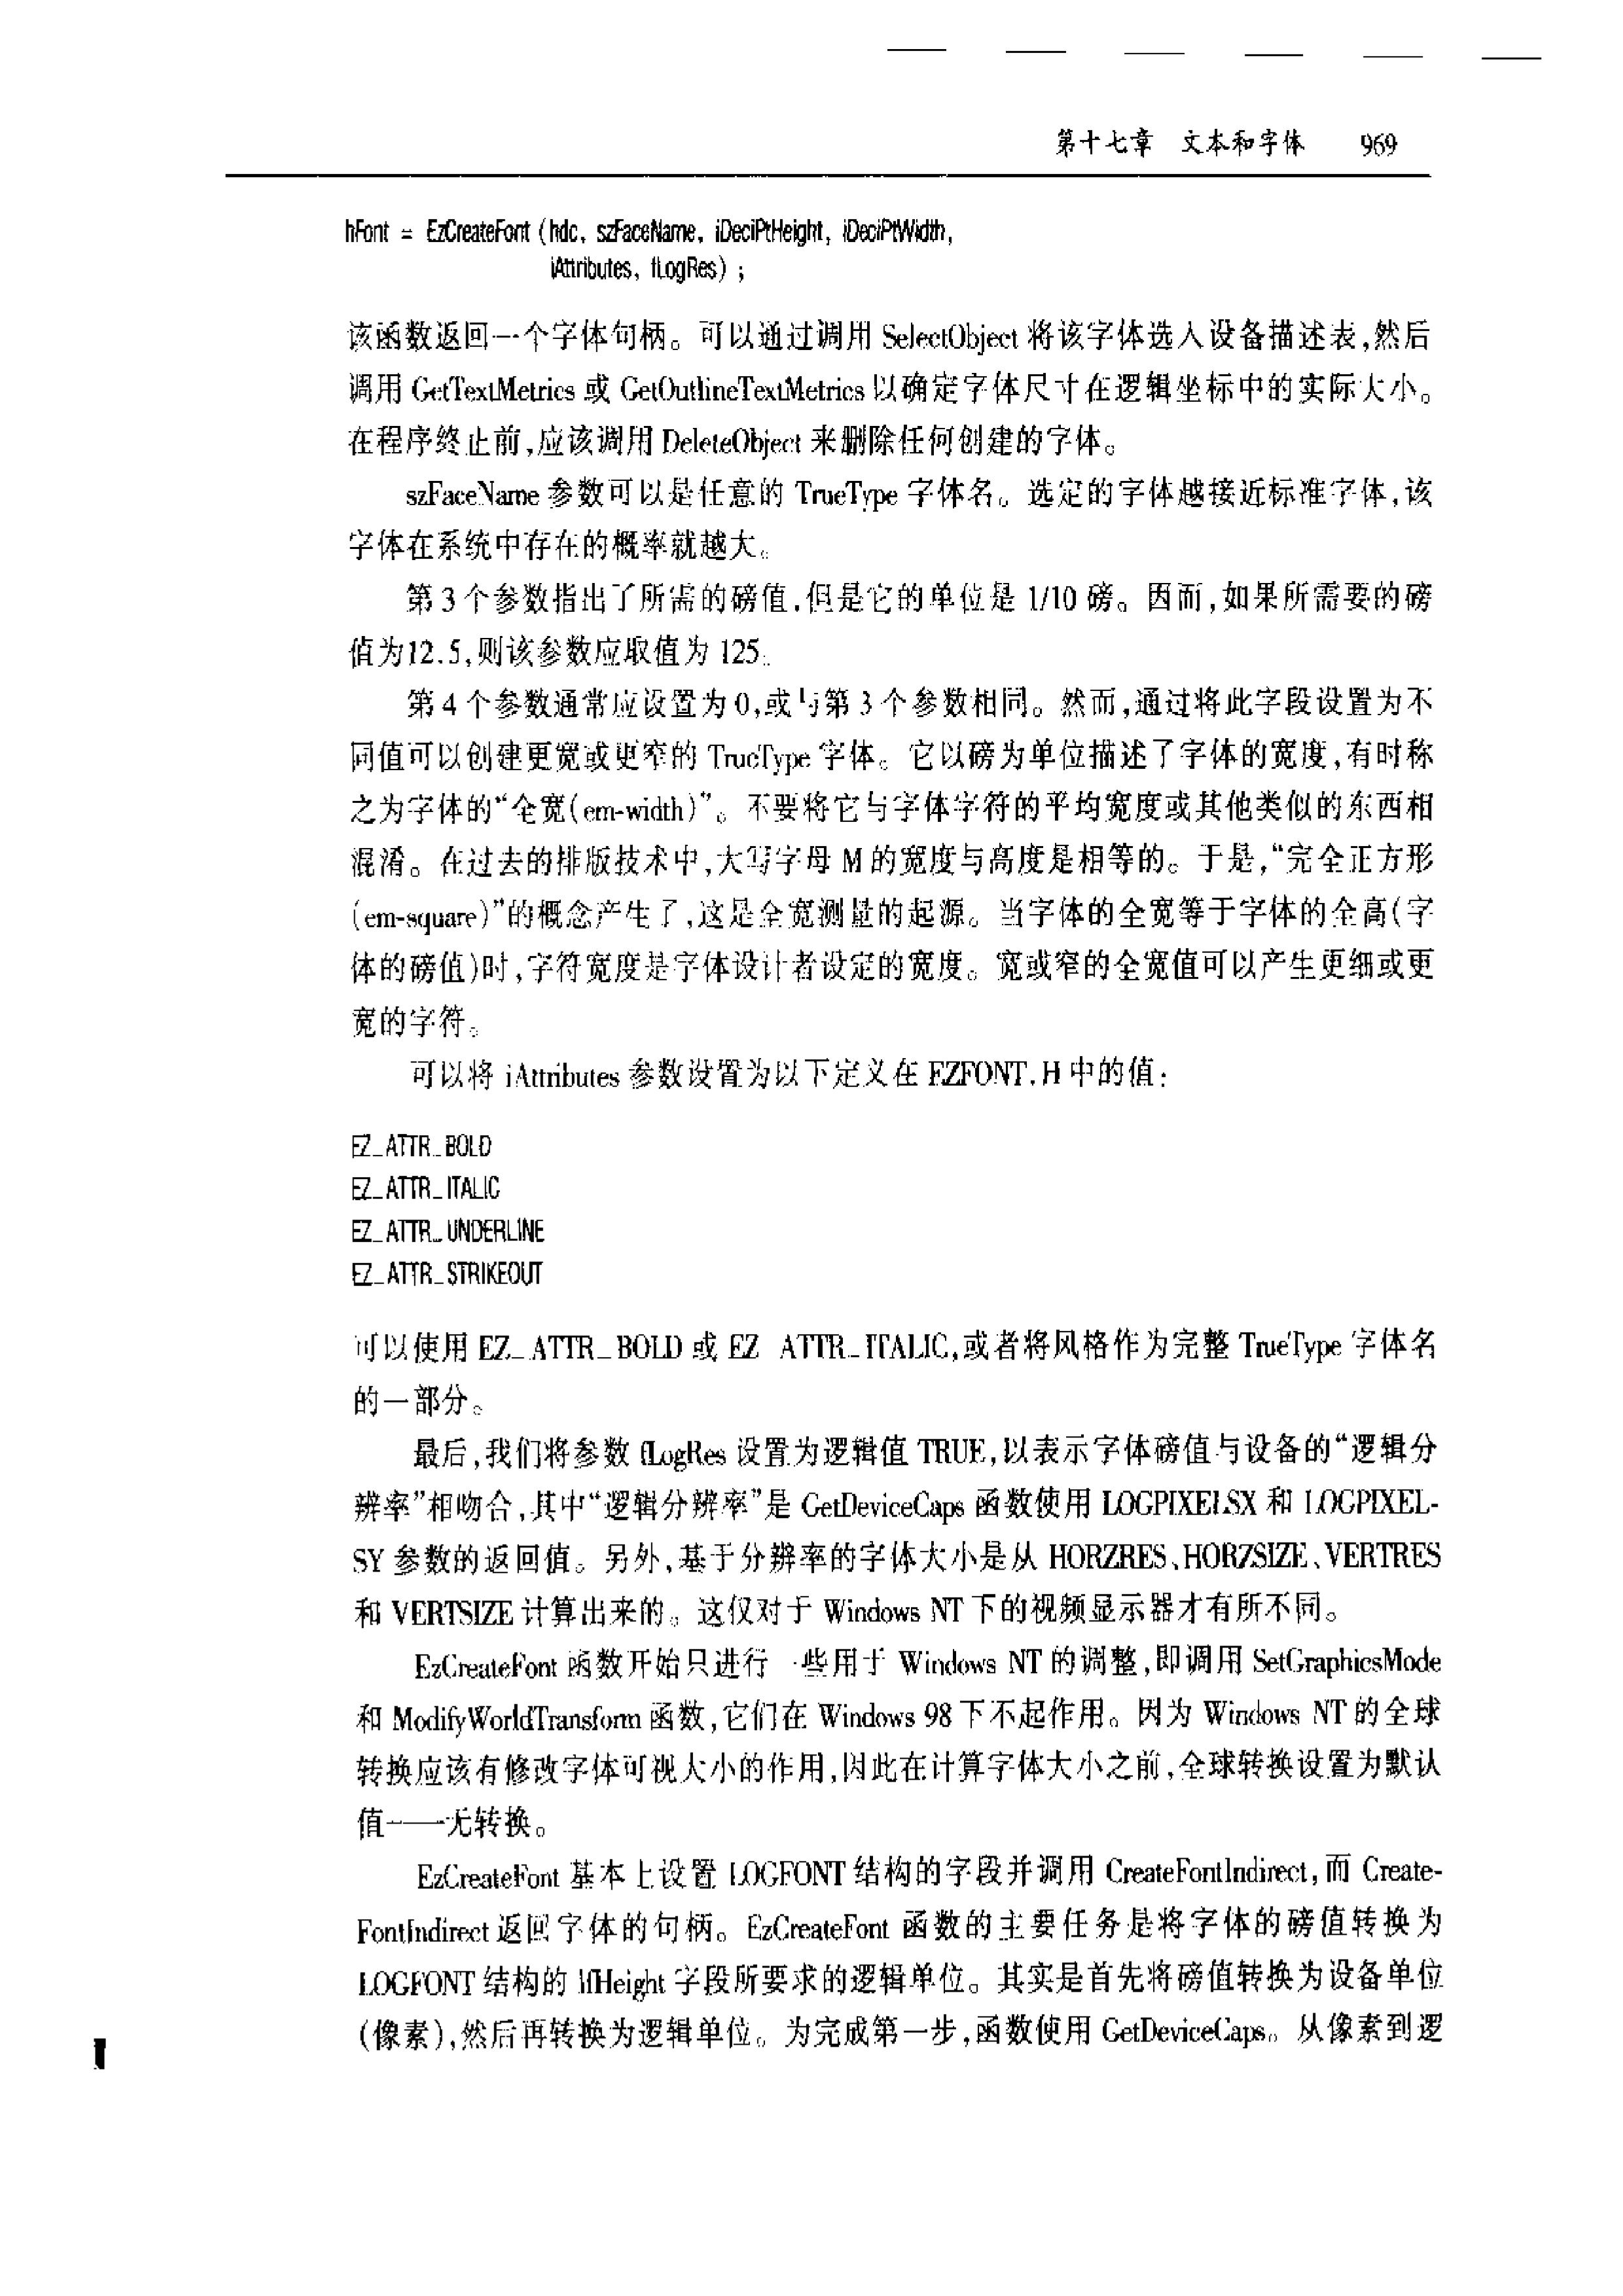 第十七章 文本和字体 969
hFont = EzCreateFont (hdc, szFaceName, iDeciPtHeight, iDeciPtWidth,
iAttributes, fLogRes) ;
该函数返回一个字体句柄。可以通过调用 SelectObject 将该字体选入设备描述表,然后
调用 GetTextMetrics 或 GetOutlineTextMetrics 以确定字体尺寸在逻辑坐标中的实际大小。
在程序终止前,应该调用 DeleteObject 来删除任何创建的字体。
szFaceName 参数可以是任意的 TrueType 字体名。选定的字体越接近标准字体,该
字体在系统中存在的概率就越大。
第 3 个参数指出了所需的磅值,但是它的单位是 1/10 磅。因而,如果所需要的磅
值为12.5,则该参数应取值为 125。
第 4 个参数通常应设置为 0,或与第 3 个参数相同。然而,通过将此字段设置为不
同值可以创建更宽或更窄的 TrueType 字体。它以磅为单位描述了字体的宽度,有时称
之为字体的“全宽(em-width)”。不要将它与字体字符的平均宽度或其他类似的东西相
混淆。在过去的排版技术中,大写字母 M 的宽度与高度是相等的。于是,“完全正方形
(em-square)”的概念产生了,这是全宽测量的起源。当字体的全宽等于字体的全高(字
体的磅值)时,字符宽度是字体设计者设定的宽度。宽或窄的全宽值可以产生更细或更
宽的字符。
可以将 iAttributes 参数设置为以下定义在 EZFONT.H 中的值:
EZ_ATTR_BOLD
EZ_ATTR_ITALIC
EZ_ATTR_UNDERLINE
EZ_ATTR_STRIKEOUT
可以使用 EZ_ATTR_BOLD 或 EZ_ATTR_ITALIC,或者将风格作为完整 TrueType 字体名
的一部分。
最后,我们将参数 fLogRes 设置为逻辑值 TRUE,以表示字体磅值与设备的“逻辑分
辨率”相吻合,其中“逻辑分辨率”是 GetDeviceCaps 函数使用 LOGPIXELSX 和 LOGPIXEL-
SY 参数的返回值。另外,基于分辨率的字体大小是从 HORZRES、HORZSIZE、VERTRES
和 VERTSIZE 计算出来的。这仅对于 Windows NT 下的视频显示器才有所不同。
EzCreateFont 函数开始只进行一些用于 Windows NT 的调整,即调用 SetGraphicsMode
和 ModifyWorldTransform 函数,它们在 Windows 98 下不起作用。因为 Windows NT 的全球
转换应该有修改字体可视大小的作用,因此在计算字体大小之前,全球转换设置为默认
值——无转换。
EzCreateFont 基本上设置 LOGFONT 结构的字段并调用 CreateFontIndirect,而 Create-
FontIndirect 返回字体的句柄。EzCreateFont 函数的主要任务是将字体的磅值转换为
LOGFONT 结构的 lfHeight 字段所要求的逻辑单位。其实是首先将磅值转换为设备单位
(像素),然后再转换为逻辑单位。为完成第一步,函数使用 GetDeviceCaps。从像素到逻